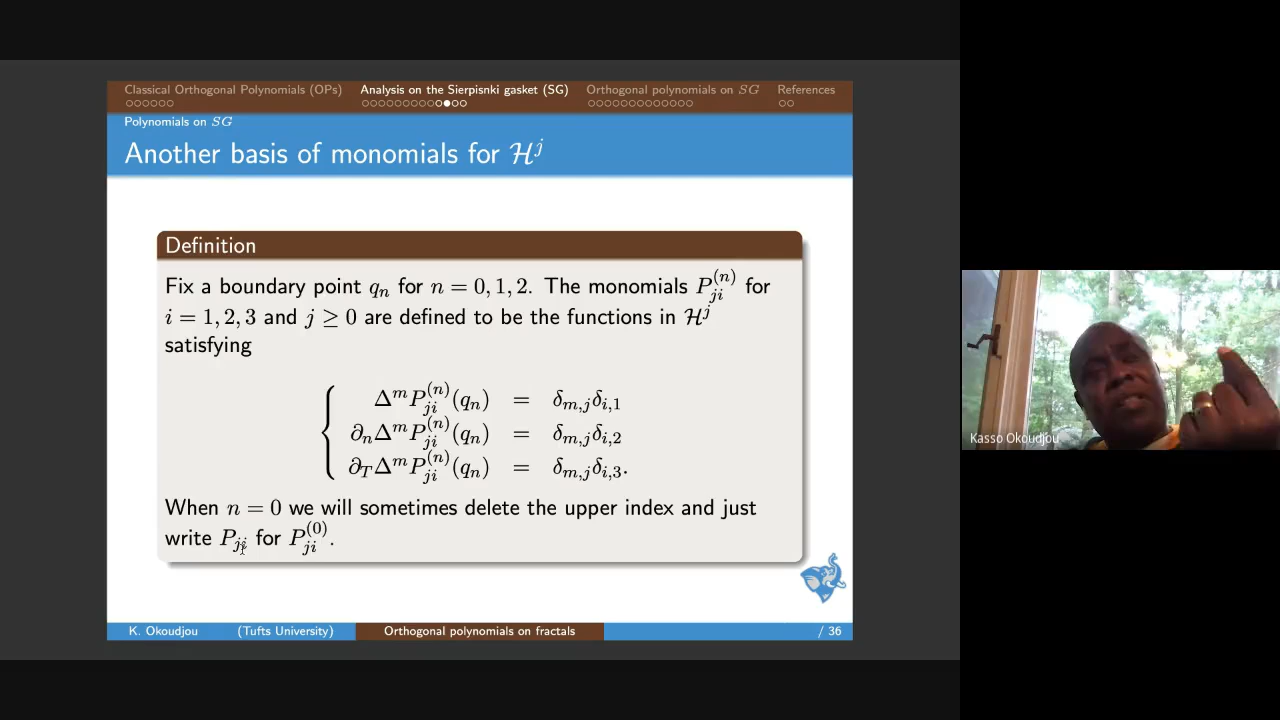 Classical Orthogonal Polynomials (OPs) Analysis on the Sierpisnki gasket (SG) Orthogonal polynomials on SG References
Polynomials on SG
Another basis of monomials for ℋ^j
Definition
Fix a boundary point q_n for n = 0, 1, 2. The monomials P_{ji}^{(n)} for
i = 1, 2, 3 and j ≥ 0 are defined to be the functions in ℋ^j
satisfying
Δ^m P_{ji}^{(n)}(q_n) = δ_{m,j}δ_{i,1}
∂_n Δ^m P_{ji}^{(n)}(q_n) = δ_{m,j}δ_{i,2}
∂_T Δ^m P_{ji}^{(n)}(q_n) = δ_{m,j}δ_{i,3}.
When n = 0 we will sometimes delete the upper index and just
write P_{ji} for P_{ji}^{(0)}.
K. Okoudjou (Tufts University) Orthogonal polynomials on fractals / 36
Kasso Okoudjou